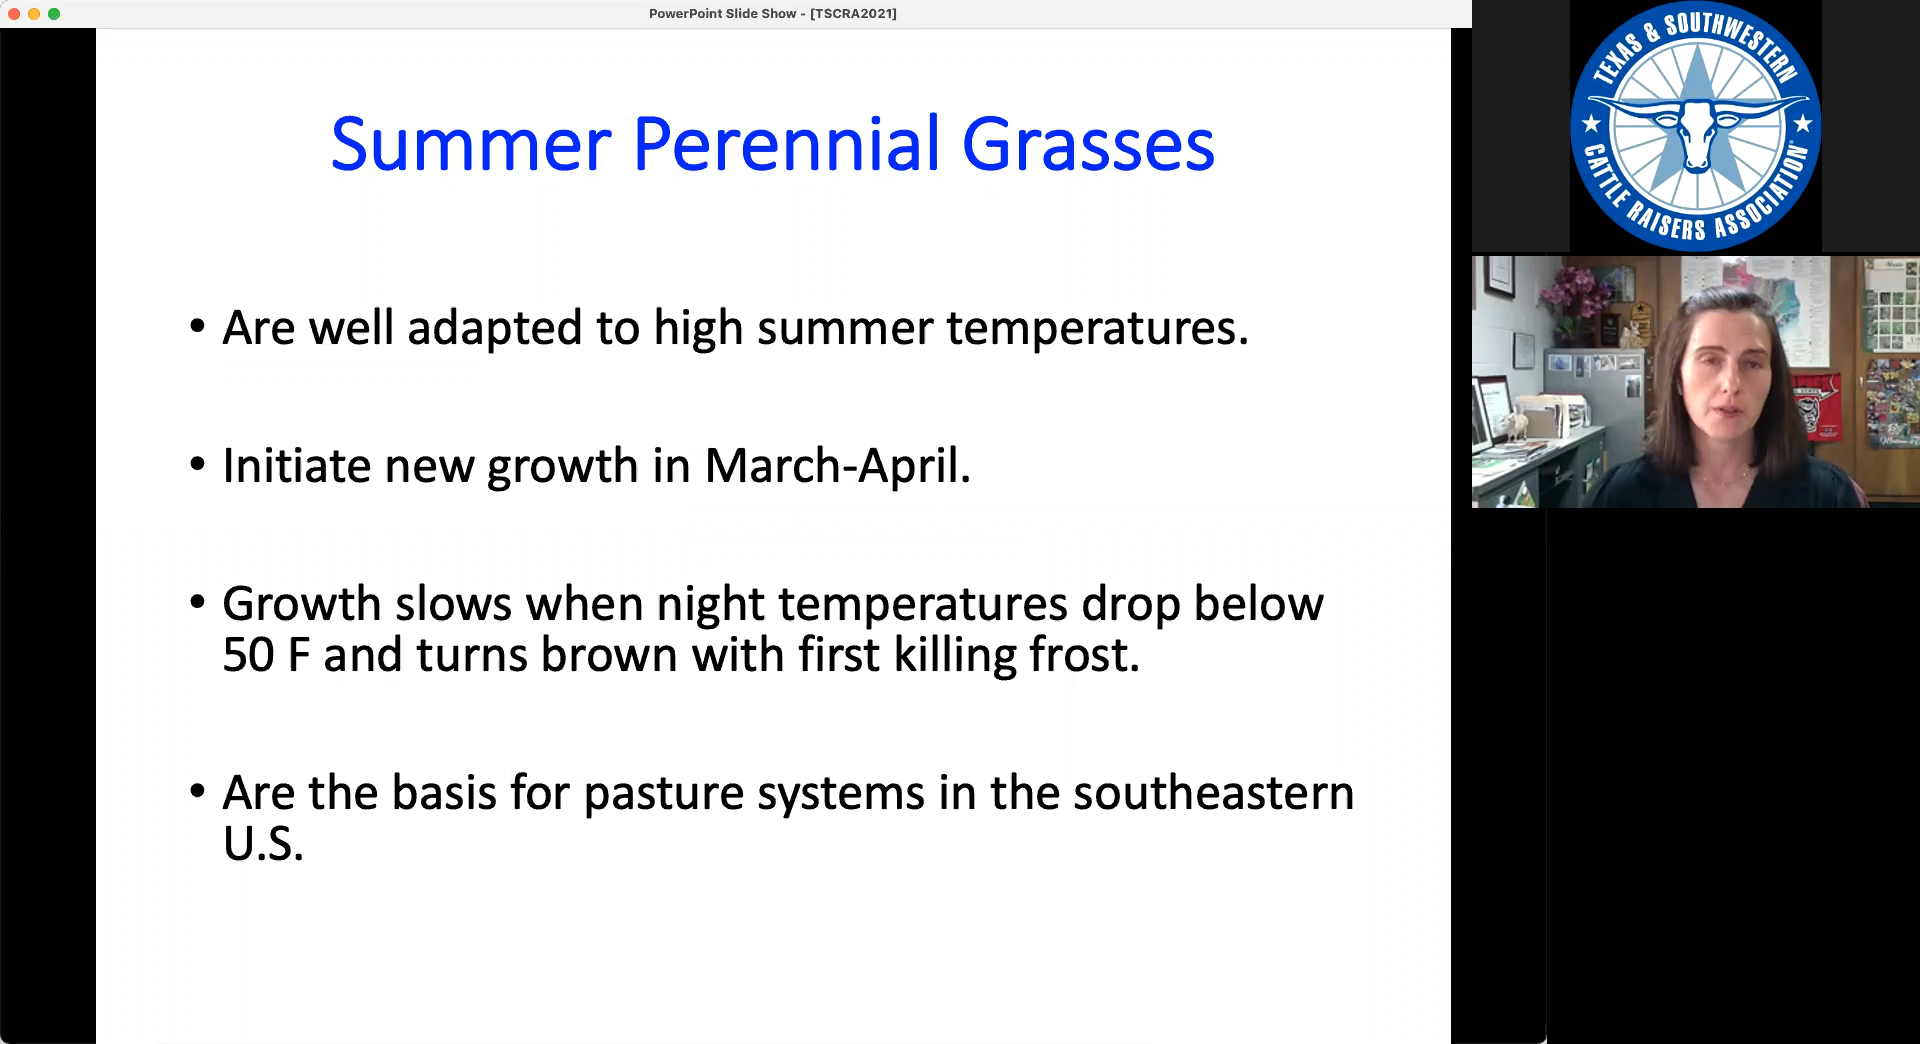 PowerPoint Slide Show - [TSCRA2021]
Summer Perennial Grasses
• Are well adapted to high summer temperatures.
• Initiate new growth in March-April.
• Growth slows when night temperatures drop below
50 F and turns brown with first killing frost.
• Are the basis for pasture systems in the southeastern
U.S.
TEXAS & SOUTHWESTERN
CATTLE RAISERS ASSOCIATION